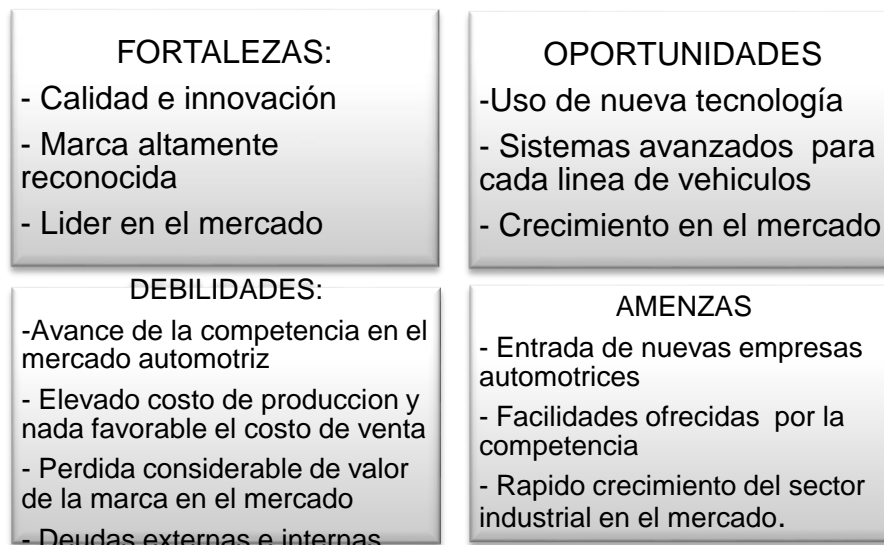 FORTALEZAS:
- Calidad e innovación
- Marca altamente
reconocida
- Lider en el mercado
OPORTUNIDADES
-Uso de nueva tecnología
- Sistemas avanzados  para
cada linea de vehiculos
- Crecimiento en el mercado
DEBILIDADES:
-Avance de la competencia en el
mercado automotriz
- Elevado costo de produccion y
nada favorable el costo de venta
- Perdida considerable de valor
de la marca en el mercado
- Deudas externas e internas
AMENZAS
- Entrada de nuevas empresas
automotrices
- Facilidades ofrecidas  por la
competencia
- Rapido crecimiento del sector
industrial en el mercado.